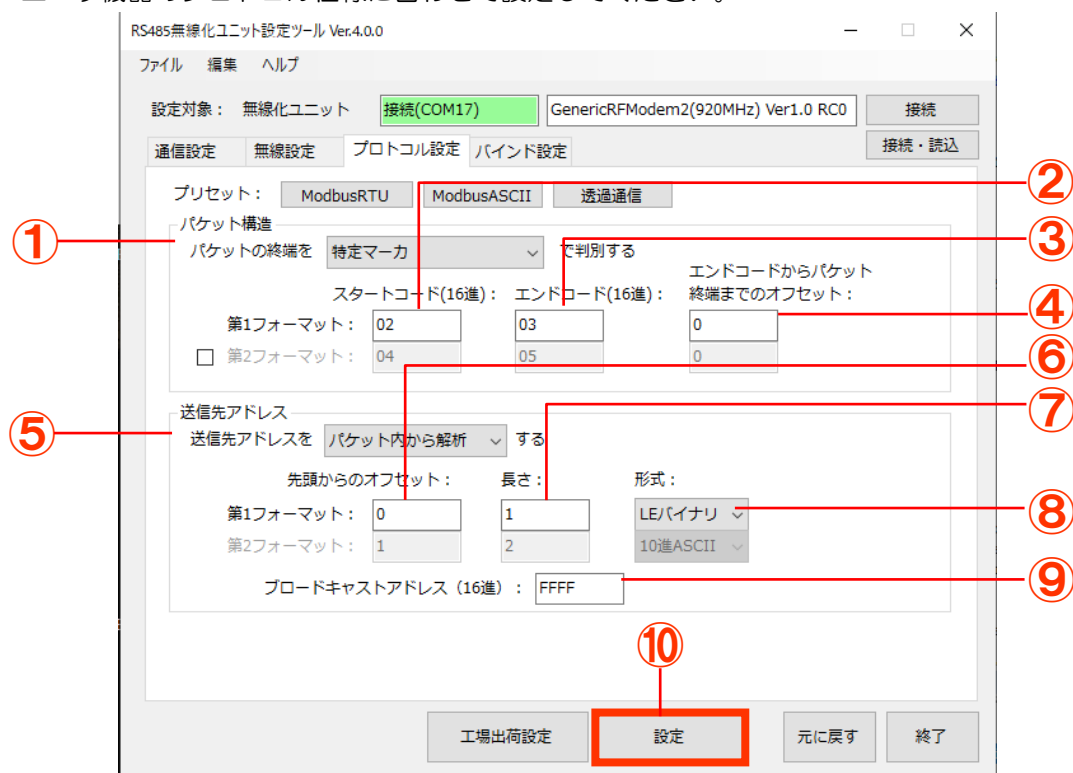 RS485無線化ユニット設定ツール Ver.4.0.0
ファイル 編集 ヘルプ
設定対象： 無線化ユニット 接続(COM17) GenericRFModem2(920MHz) Ver1.0 RC0 接続
通信設定 無線設定 プロトコル設定 バインド設定 接続・読込
プリセット： ModbusRTU ModbusASCII 透過通信
②
パケット構造
① パケットの終端を 特定マーカ で判別する ③
エンドコードからパケット
スタートコード(16進)： エンドコード(16進)： 終端までのオフセット：
第1フォーマット： 02 03 0 ④
第2フォーマット： 04 05 0 ⑥
送信先アドレス ⑦
⑤ 送信先アドレスを パケット内から解析 する
先頭からのオフセット： 長さ： 形式：
第1フォーマット： 0 1 LEバイナリ ⑧
第2フォーマット： 1 2 10進ASCII
ブロードキャストアドレス（16進）： FFFF ⑨
⑩
工場出荷設定 設定 元に戻す 終了